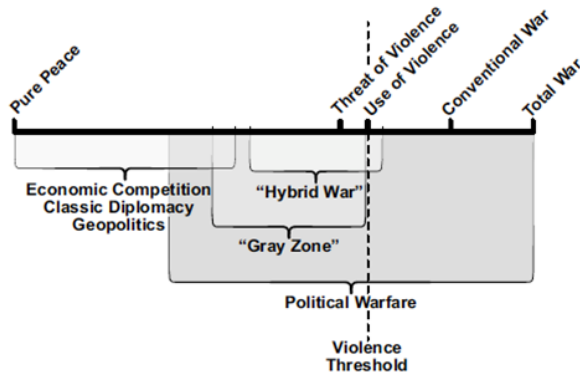 Pure Peace
Threat of Violence
Use of Violence
Conventional War
Total War
Economic Competition
Classic Diplomacy
Geopolitics
“Hybrid War”
“Gray Zone”
Political Warfare
Violence
Threshold